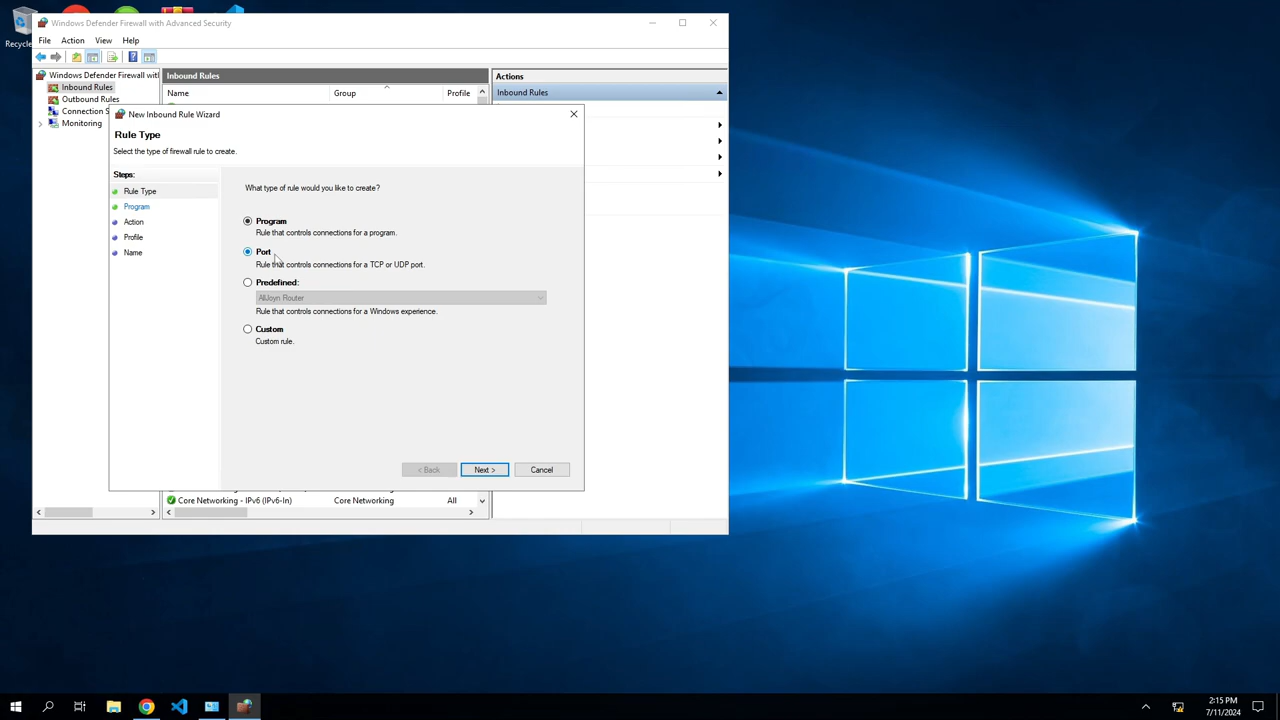 Recycl
Windows Defender Firewall with Advanced Security
File Action View Help
Windows Defender Firewall wit
Inbound Rules
Outbound Rules
Connection S
Monitoring
Inbound Rules
Name Group Profile
Actions
Inbound Rules
New Inbound Rule Wizard
Rule Type
Select the type of firewall rule to create.
Steps:
Rule Type
Program
Action
Profile
Name
What type of rule would you like to create?
Program
Rule that controls connections for a program.
Port
Rule that controls connections for a TCP or UDP port.
Predefined:
AllJoyn Router
Rule that controls connections for a Windows experience.
Custom
Custom rule.
< Back Next > Cancel
Core Networking - IPv6 (IPv6-In) Core Networking All
2:15 PM
7/11/2024